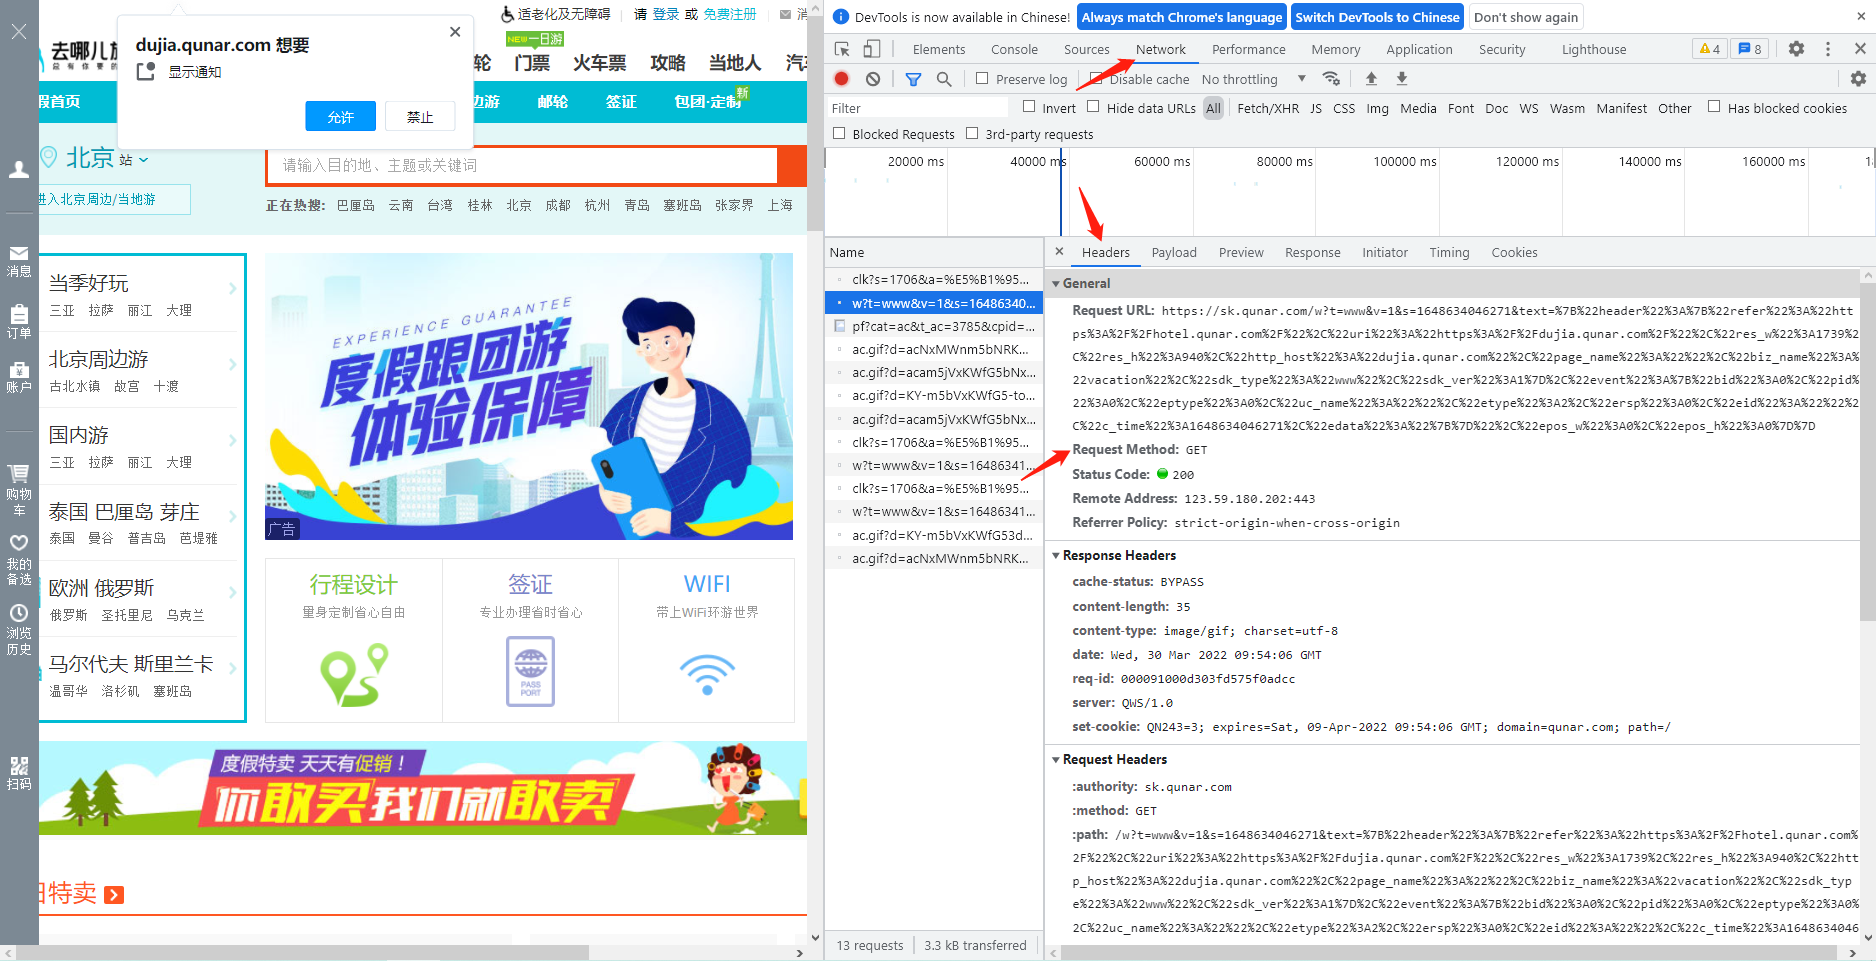 适老化及无障碍 请 登录 或 免费注册
dujia.qunar.com 想要
显示通知
允许 禁止
去哪儿旅
总有你要的
NEW一日游
轮 门票 火车票 攻略 当地人 汽车
假首页 边游 邮轮 签证 包团·定制 新
北京 站
进入北京周边/当地游
请输入目的地、主题或关键词
正在热搜: 巴厘岛 云南 台湾 桂林 北京 成都 杭州 青岛 塞班岛 张家界 上海
消息
订单
账户
购物车
我的备选
浏览历史
扫码
当季好玩
三亚 拉萨 丽江 大理
北京周边游
古北水镇 故宫 十渡
国内游
三亚 拉萨 丽江 大理
泰国 巴厘岛 芽庄
泰国 曼谷 普吉岛 芭堤雅
欧洲 俄罗斯
俄罗斯 圣托里尼 乌克兰
马尔代夫 斯里兰卡
温哥华 洛杉矶 塞班岛
EXPERIENCE GUARANTEE
度假跟团游
体验保障
广告
行程设计
量身定制省心自由
签证
专业办理省时省心
PASS
PORT
WIFI
带上WiFi环游世界
度假特卖 天天有促销!
你敢买我们就敢卖
日特卖
DevTools is now available in Chinese! Always match Chrome's language Switch DevTools to Chinese Don't show again
Elements Console Sources Network Performance Memory Application Security Lighthouse 4 8
Preserve log Disable cache No throttling
Filter Invert Hide data URLs All Fetch/XHR JS CSS Img Media Font Doc WS Wasm Manifest Other Has blocked cookies
Blocked Requests 3rd-party requests
20000 ms 40000 ms 60000 ms 80000 ms 100000 ms 120000 ms 140000 ms 160000 ms
Name
clk?s=1706&a=%E5%B1%95...
w?t=www&v=1&s=16486340...
pf?cat=ac&t_ac=3785&cpid=...
ac.gif?d=acNxMWnm5bNRK...
ac.gif?d=acam5jVxKWfG5bNx...
ac.gif?d=KY-m5bVxKWfG5-to...
ac.gif?d=acam5jVxKWfG5bNx...
clk?s=1706&a=%E5%B1%95...
w?t=www&v=1&s=16486341...
clk?s=1706&a=%E5%B1%95...
w?t=www&v=1&s=16486341...
ac.gif?d=KY-m5bVxKWfG53d...
ac.gif?d=acNxMWnm5bNRK...
13 requests 3.3 kB transferred
Headers Payload Preview Response Initiator Timing Cookies
General
Request URL: https://sk.qunar.com/w?t=www&v=1&s=1648634046271&text=%7B%22header%22%3A%7B%22refer%22%3A%22htt
ps%3A%2F%2Fhotel.qunar.com%2F%22%2C%22uri%22%3A%22https%3A%2F%2Fdujia.qunar.com%2F%22%2C%22res_w%22%3A1739%2
C%22res_h%22%3A940%2C%22http_host%22%3A%22dujia.qunar.com%22%2C%22page_name%22%3A%22%22%2C%22biz_name%22%3A%
22vacation%22%2C%22sdk_type%22%3A%22www%22%2C%22sdk_ver%22%3A1%7D%2C%22event%22%3A%7B%22bid%22%3A0%2C%22pid%
22%3A0%2C%22eptype%22%3A0%2C%22uc_name%22%3A%22%22%2C%22etype%22%3A2%2C%22ersp%22%3A0%2C%22eid%22%3A%22%22%2
C%22c_time%22%3A1648634046271%2C%22edata%22%3A%22%7B%7D%22%2C%22epos_w%22%3A0%2C%22epos_h%22%3A0%7D%7D
Request Method: GET
Status Code: 200
Remote Address: 123.59.180.202:443
Referrer Policy: strict-origin-when-cross-origin
Response Headers
cache-status: BYPASS
content-length: 35
content-type: image/gif; charset=utf-8
date: Wed, 30 Mar 2022 09:54:06 GMT
req-id: 000091000d303fd575f0adcc
server: QWS/1.0
set-cookie: QN243=3; expires=Sat, 09-Apr-2022 09:54:06 GMT; domain=qunar.com; path=/
Request Headers
:authority: sk.qunar.com
:method: GET
:path: /w?t=www&v=1&s=1648634046271&text=%7B%22header%22%3A%7B%22refer%22%3A%22https%3A%2F%2Fhotel.qunar.com%
2F%22%2C%22uri%22%3A%22https%3A%2F%2Fdujia.qunar.com%2F%22%2C%22res_w%22%3A1739%2C%22res_h%22%3A940%2C%22htt
p_host%22%3A%22dujia.qunar.com%22%2C%22page_name%22%3A%22%22%2C%22biz_name%22%3A%22vacation%22%2C%22sdk_typ
e%22%3A%22www%22%2C%22sdk_ver%22%3A1%7D%2C%22event%22%3A%7B%22bid%22%3A0%2C%22pid%22%3A0%2C%22eptype%22%3A0%
2C%22uc_name%22%3A%22%22%2C%22etype%22%3A2%2C%22ersp%22%3A0%2C%22eid%22%3A%22%22%2C%22c_time%22%3A1648634046